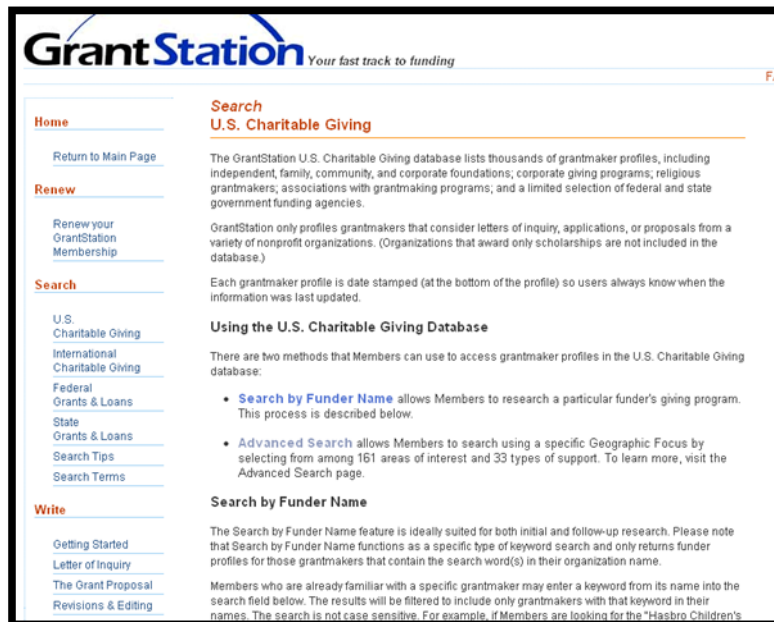 GrantStation Your fast track to funding
Home
Return to Main Page
Renew
Renew your
GrantStation
Membership
Search
U.S.
Charitable Giving
International
Charitable Giving
Federal
Grants & Loans
State
Grants & Loans
Search Tips
Search Terms
Write
Getting Started
Letter of Inquiry
The Grant Proposal
Revisions & Editing
Search
U.S. Charitable Giving
The GrantStation U.S. Charitable Giving database lists thousands of grantmaker profiles, including
independent, family, community, and corporate foundations; corporate giving programs; religious
grantmakers; associations with grantmaking programs; and a limited selection of federal and state
government funding agencies.
GrantStation only profiles grantmakers that consider letters of inquiry, applications, or proposals from a
variety of nonprofit organizations. (Organizations that award only scholarships are not included in the
database.)
Each grantmaker profile is date stamped (at the bottom of the profile) so users always know when the
information was last updated.
Using the U.S. Charitable Giving Database
There are two methods that Members can use to access grantmaker profiles in the U.S. Charitable Giving
database:
• Search by Funder Name allows Members to research a particular funder's giving program.
This process is described below.
• Advanced Search allows Members to search using a specific Geographic Focus by
selecting from among 161 areas of interest and 33 types of support. To learn more, visit the
Advanced Search page.
Search by Funder Name
The Search by Funder Name feature is ideally suited for both initial and follow-up research. Please note
that Search by Funder Name functions as a specific type of keyword search and only returns funder
profiles for those grantmakers that contain the search word(s) in their organization name.
Members who are already familiar with a specific grantmaker may enter a keyword from its name into the
search field below. The results will be filtered to include only grantmakers with that keyword in their
names. The search is not case sensitive. For example, if Members are looking for the "Hasbro Children's